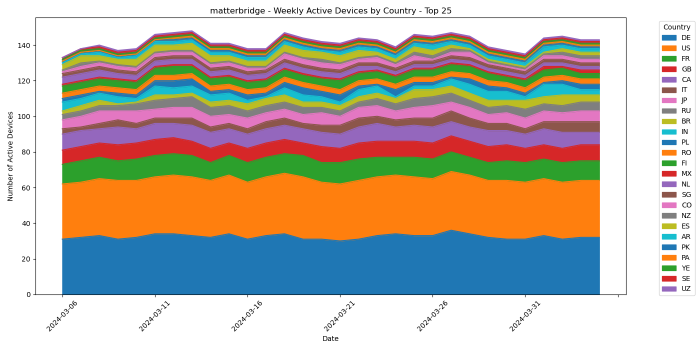 matterbridge - Weekly Active Devices by Country - Top 25
Number of Active Devices
140
120
100
80
60
40
20
0
2024-03-06
2024-03-11
2024-03-16
2024-03-21
2024-03-26
2024-03-31
Date
Country
DE
US
FR
GB
CA
IT
JP
RU
BR
IN
PL
RO
FI
MX
NL
SG
CO
NZ
ES
AR
PK
PA
YE
SE
UZ